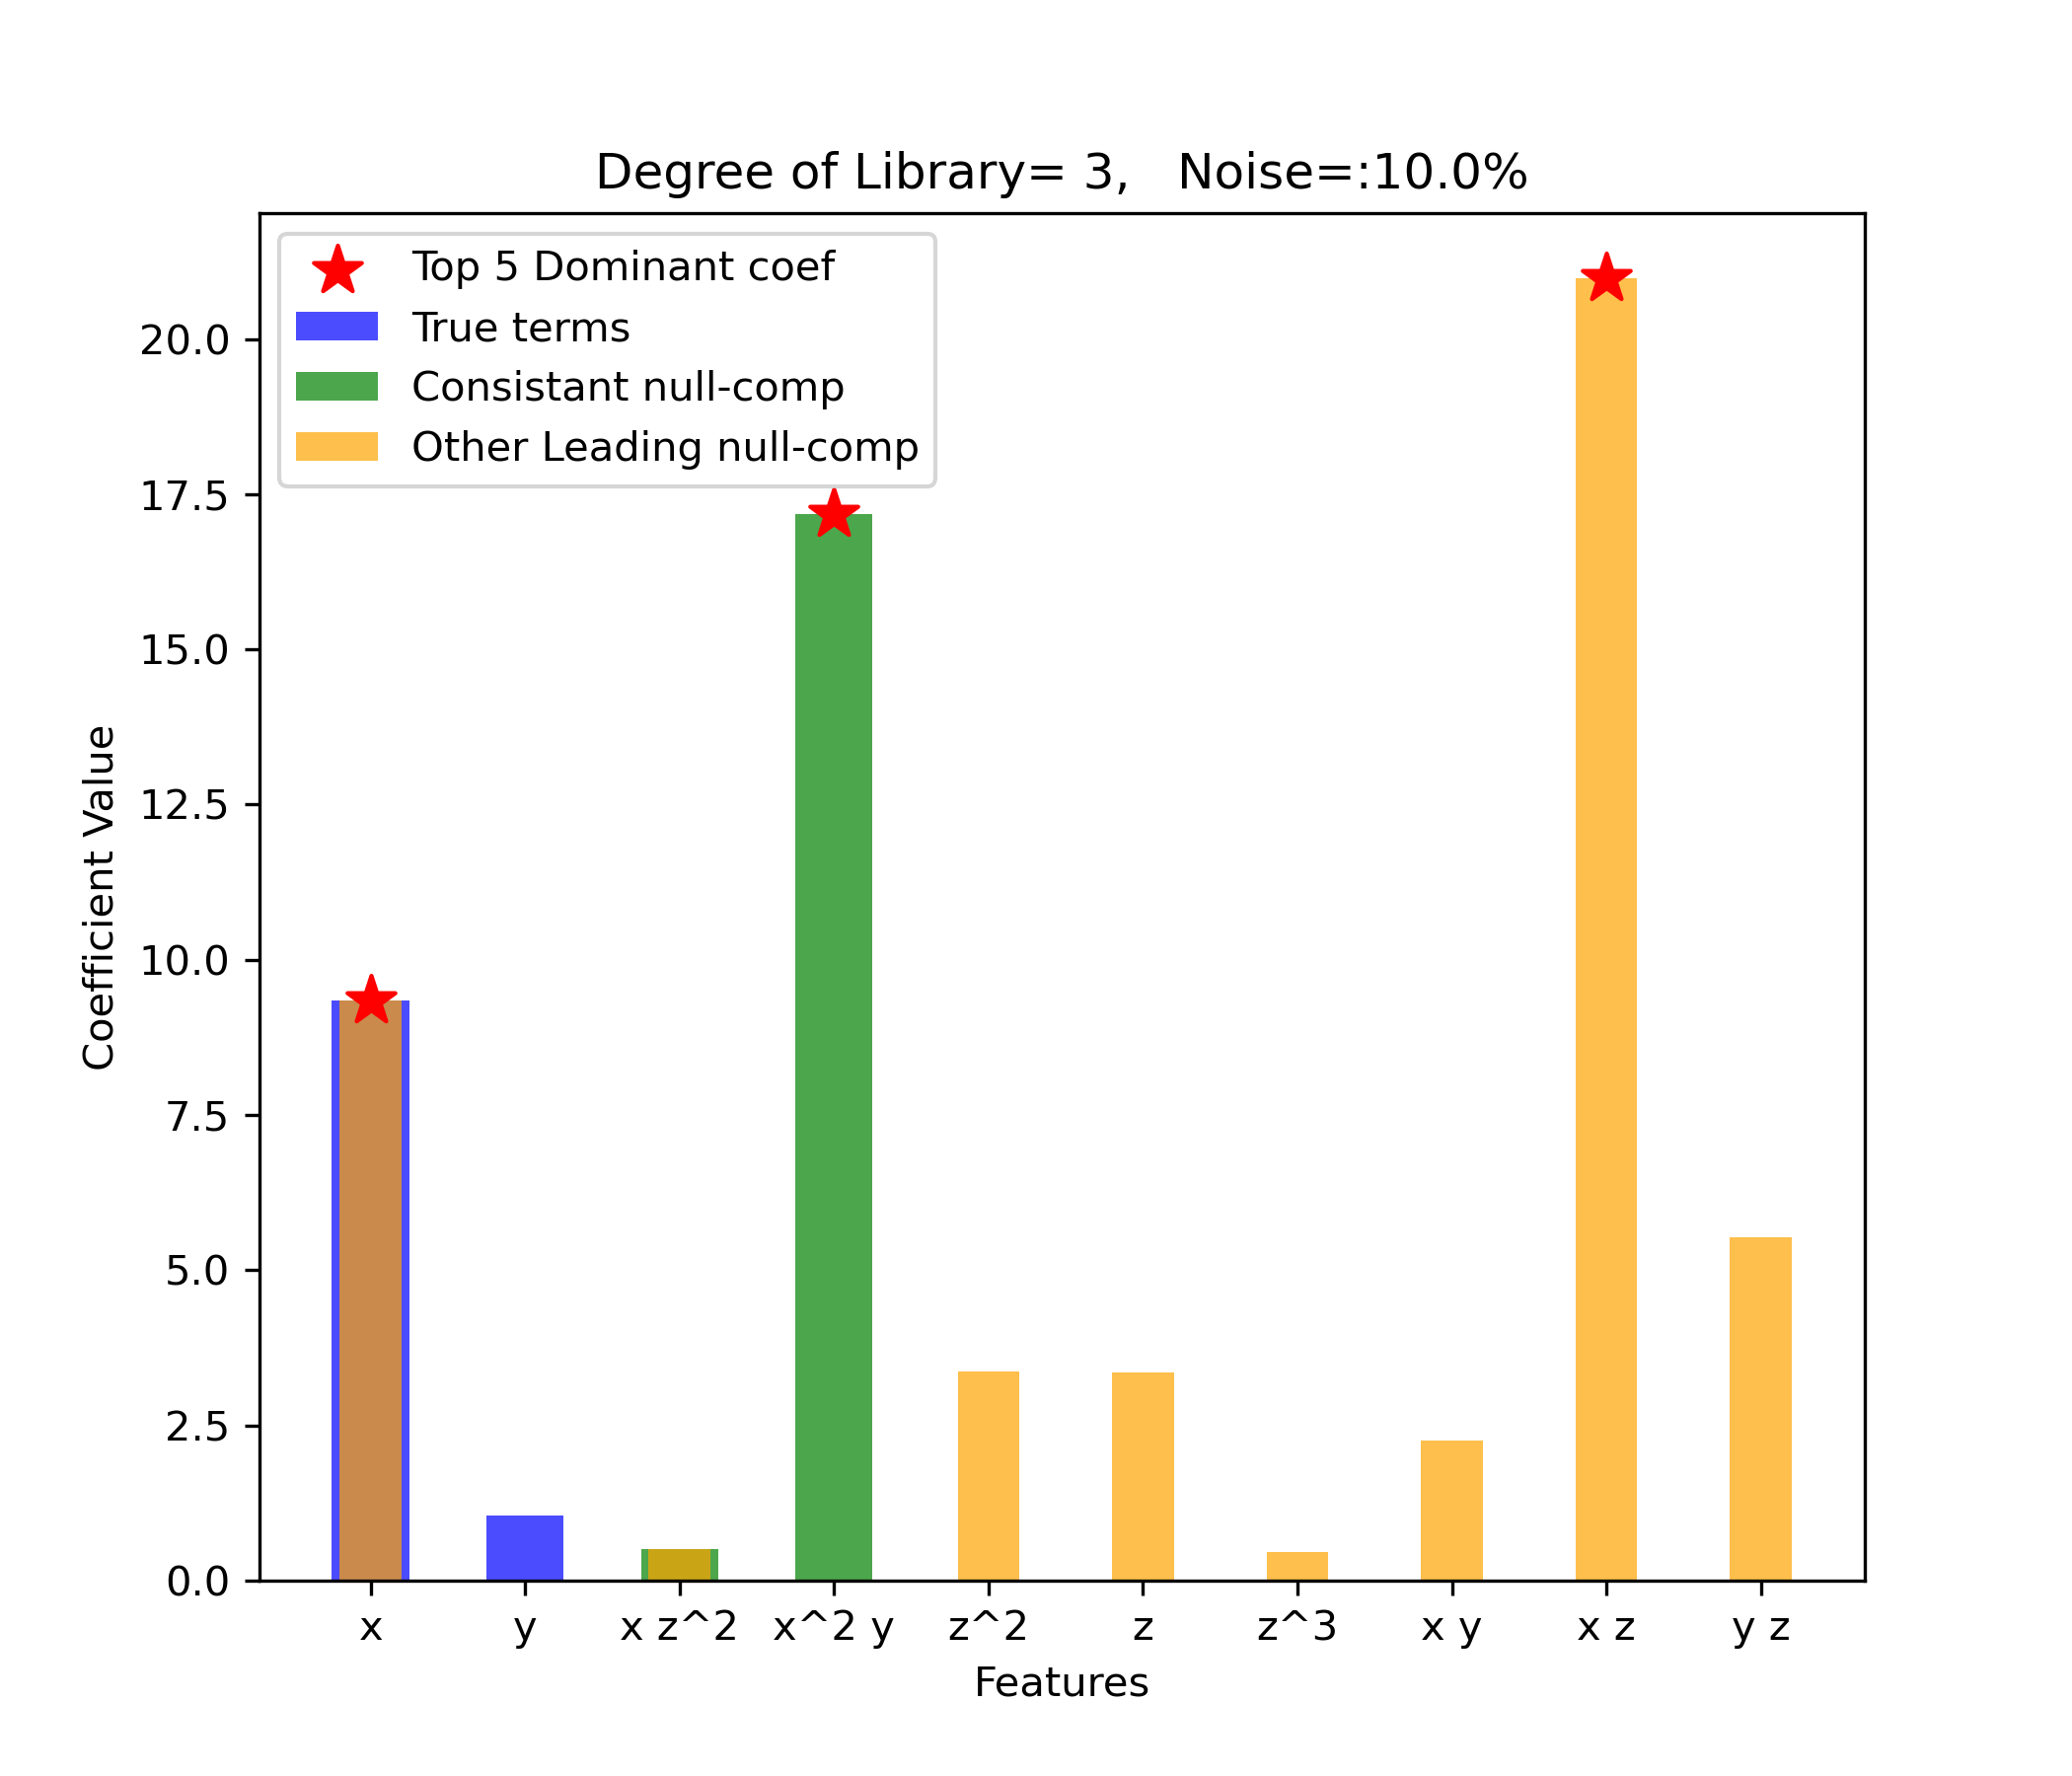 Degree of Library= 3,   Noise=:10.0%
Top 5 Dominant coef
True terms
Consistant null-comp
Other Leading null-comp
20.0
17.5
15.0
12.5
10.0
7.5
5.0
2.5
0.0
Coefficient Value
x y x z^2 x^2 y z^2 z z^3 x y x z y z
Features